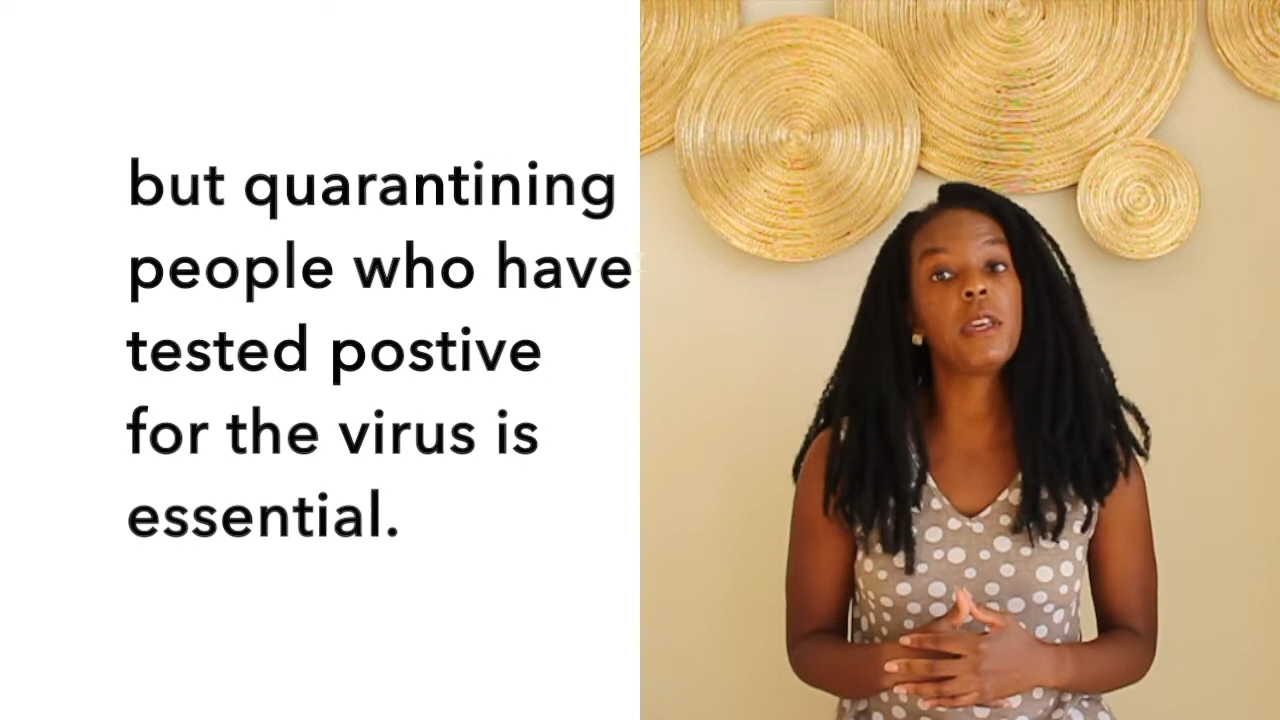 but quarantining
people who have
tested postive
for the virus is
essential.